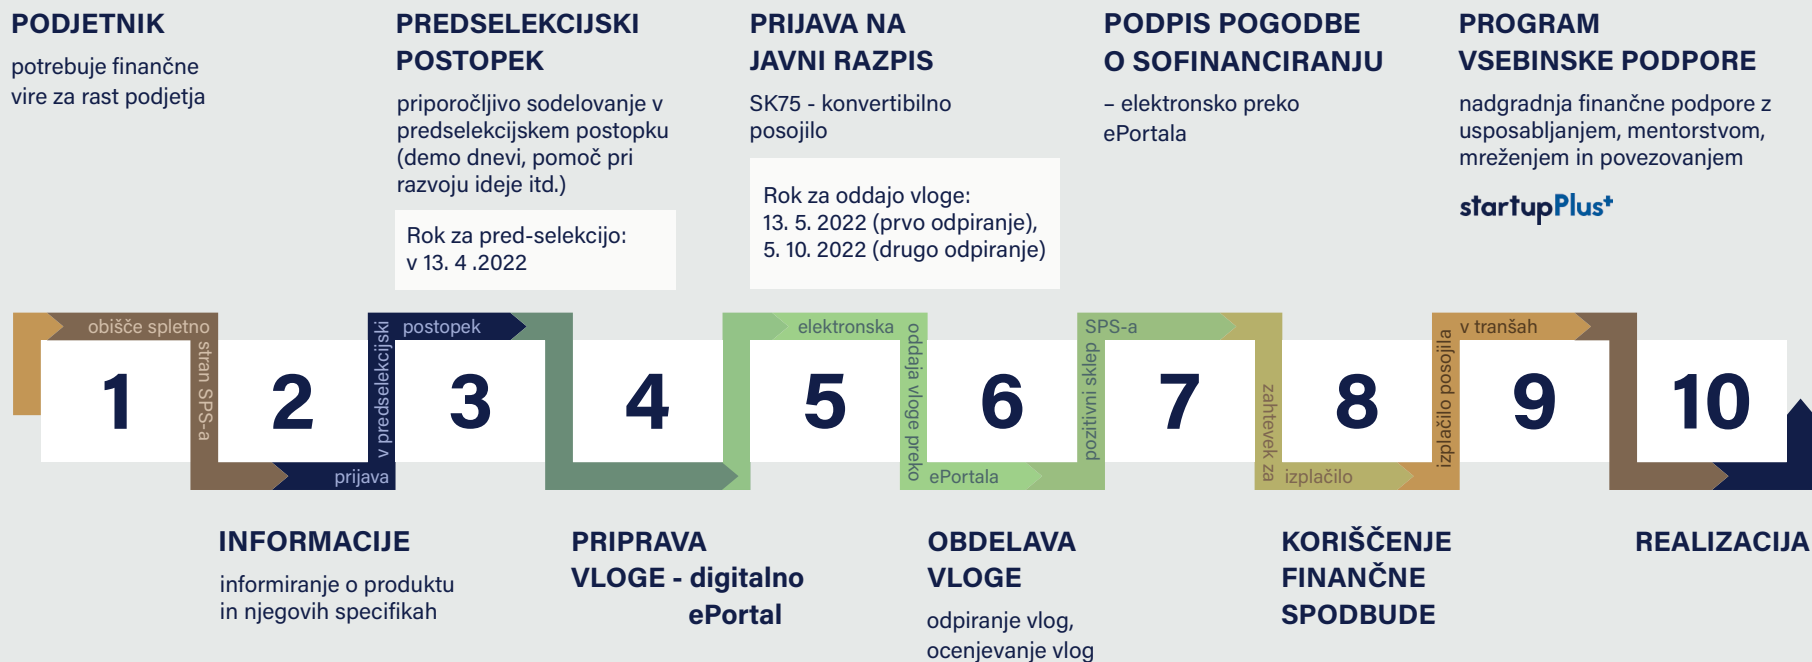 PODJETNIK
potrebuje finančne
vire za rast podjetja
PREDSELEKCIJSKI
POSTOPEK
priporočljivo sodelovanje v
predselekcijskem postopku
(demo dnevi, pomoč pri
razvoju ideje itd.)
Rok za pred-selekcijo:
v 13. 4 .2022
PRIJAVA NA
JAVNI RAZPIS
SK75 - konvertibilno
posojilo
Rok za oddajo vloge:
13. 5. 2022 (prvo odpiranje),
5. 10. 2022 (drugo odpiranje)
PODPIS POGODBE
O SOFINANCIRANJU
– elektronsko preko
ePortala
PROGRAM
VSEBINSKE PODPORE
nadgradnja finančne podpore z
usposabljanjem, mentorstvom,
mreženjem in povezovanjem
startupPlus+
obišče spletno
stran SPS-a
prijava
v predselekcijski
postopek
elektronska
oddaja vloge preko
ePortala
pozitivni sklep
SPS-a
zahtevek za
izplačilo
izplačilo posojila
v tranšah
1
2
3
4
5
6
7
8
9
10
INFORMACIJE
informiranje o produktu
in njegovih specifikah
PRIPRAVA
VLOGE - digitalno
ePortal
OBDELAVA
VLOGE
odpiranje vlog,
ocenjevanje vlog
KORIŠČENJE
FINANČNE
SPODBUDE
REALIZACIJA